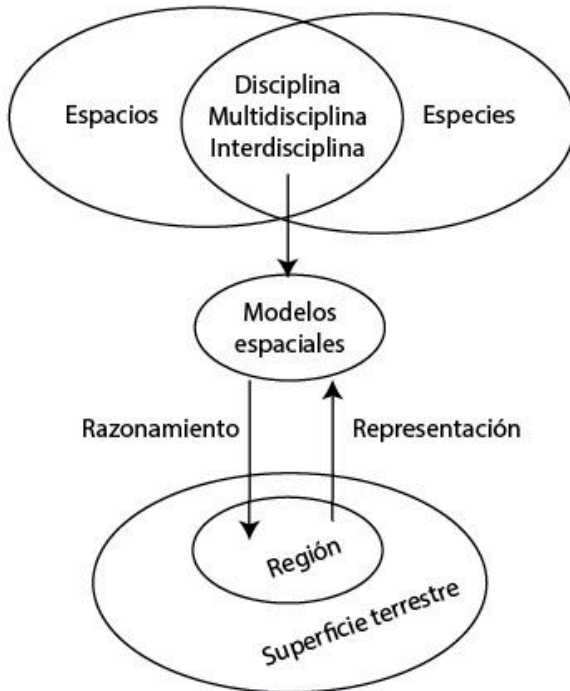 Espacios
Disciplina
Multidisciplina
Interdisciplina
Especies
Modelos
espaciales
Razonamiento
Representación
Región
Superficie terrestre